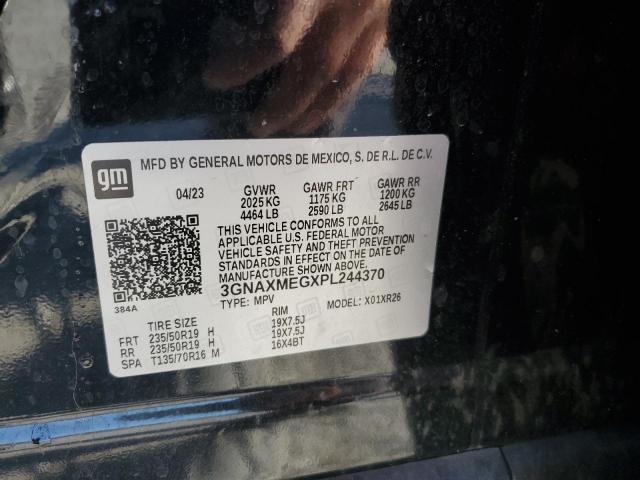 gm
MFD BY GENERAL MOTORS DE MEXICO, S. DE R.L. DE C.V.
04/23 GVWR GAWR FRT GAWR RR
2025 KG 1175 KG 1200 KG
4464 LB 2590 LB 2645 LB
THIS VEHICLE CONFORMS TO ALL
APPLICABLE U.S. FEDERAL MOTOR
VEHICLE SAFETY AND THEFT PREVENTION
STANDARDS IN EFFECT ON THE DATE OF
MANUFACTURE SHOWN ABOVE.
3GNAXMEGXPL244370
384A TYPE: MPV MODEL: X01XR26
TIRE SIZE RIM
FRT 235/50R19 H 19X7.5J
RR 235/50R19 H 19X7.5J
SPA T135/70R16 M 16X4BT